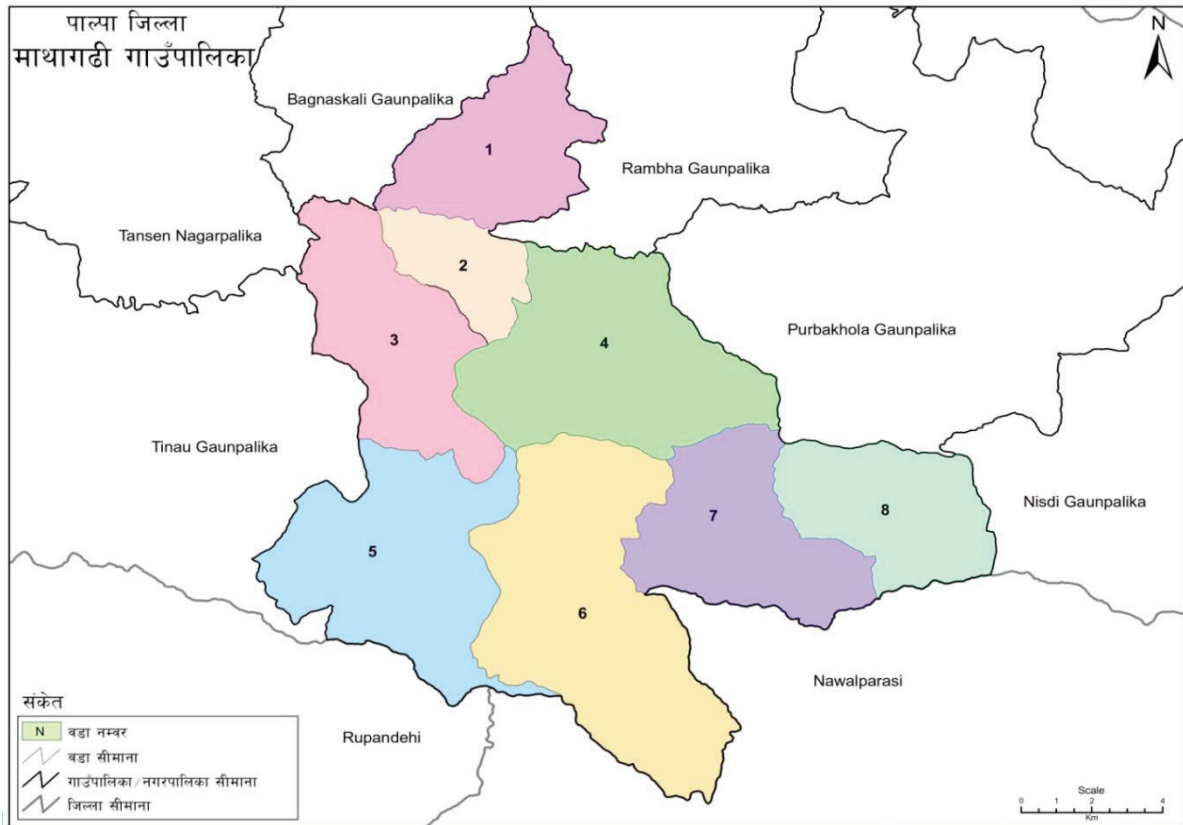 पाल्पा जिल्ला
माथागढी गाउँपालिका
N
Bagnaskali Gaunpalika
1
Rambha Gaunpalika
Tansen Nagarpalika
2
Purbakhola Gaunpalika
3
4
Tinau Gaunpalika
Nisdi Gaunpalika
8
7
5
6
Nawalparasi
Rupandehi
संकेत
N वडा नम्वर
वडा सीमाना
गाउँपालिका/नगरपालिका सीमाना
जिल्ला सीमाना
Scale
0 1 2 4
Km